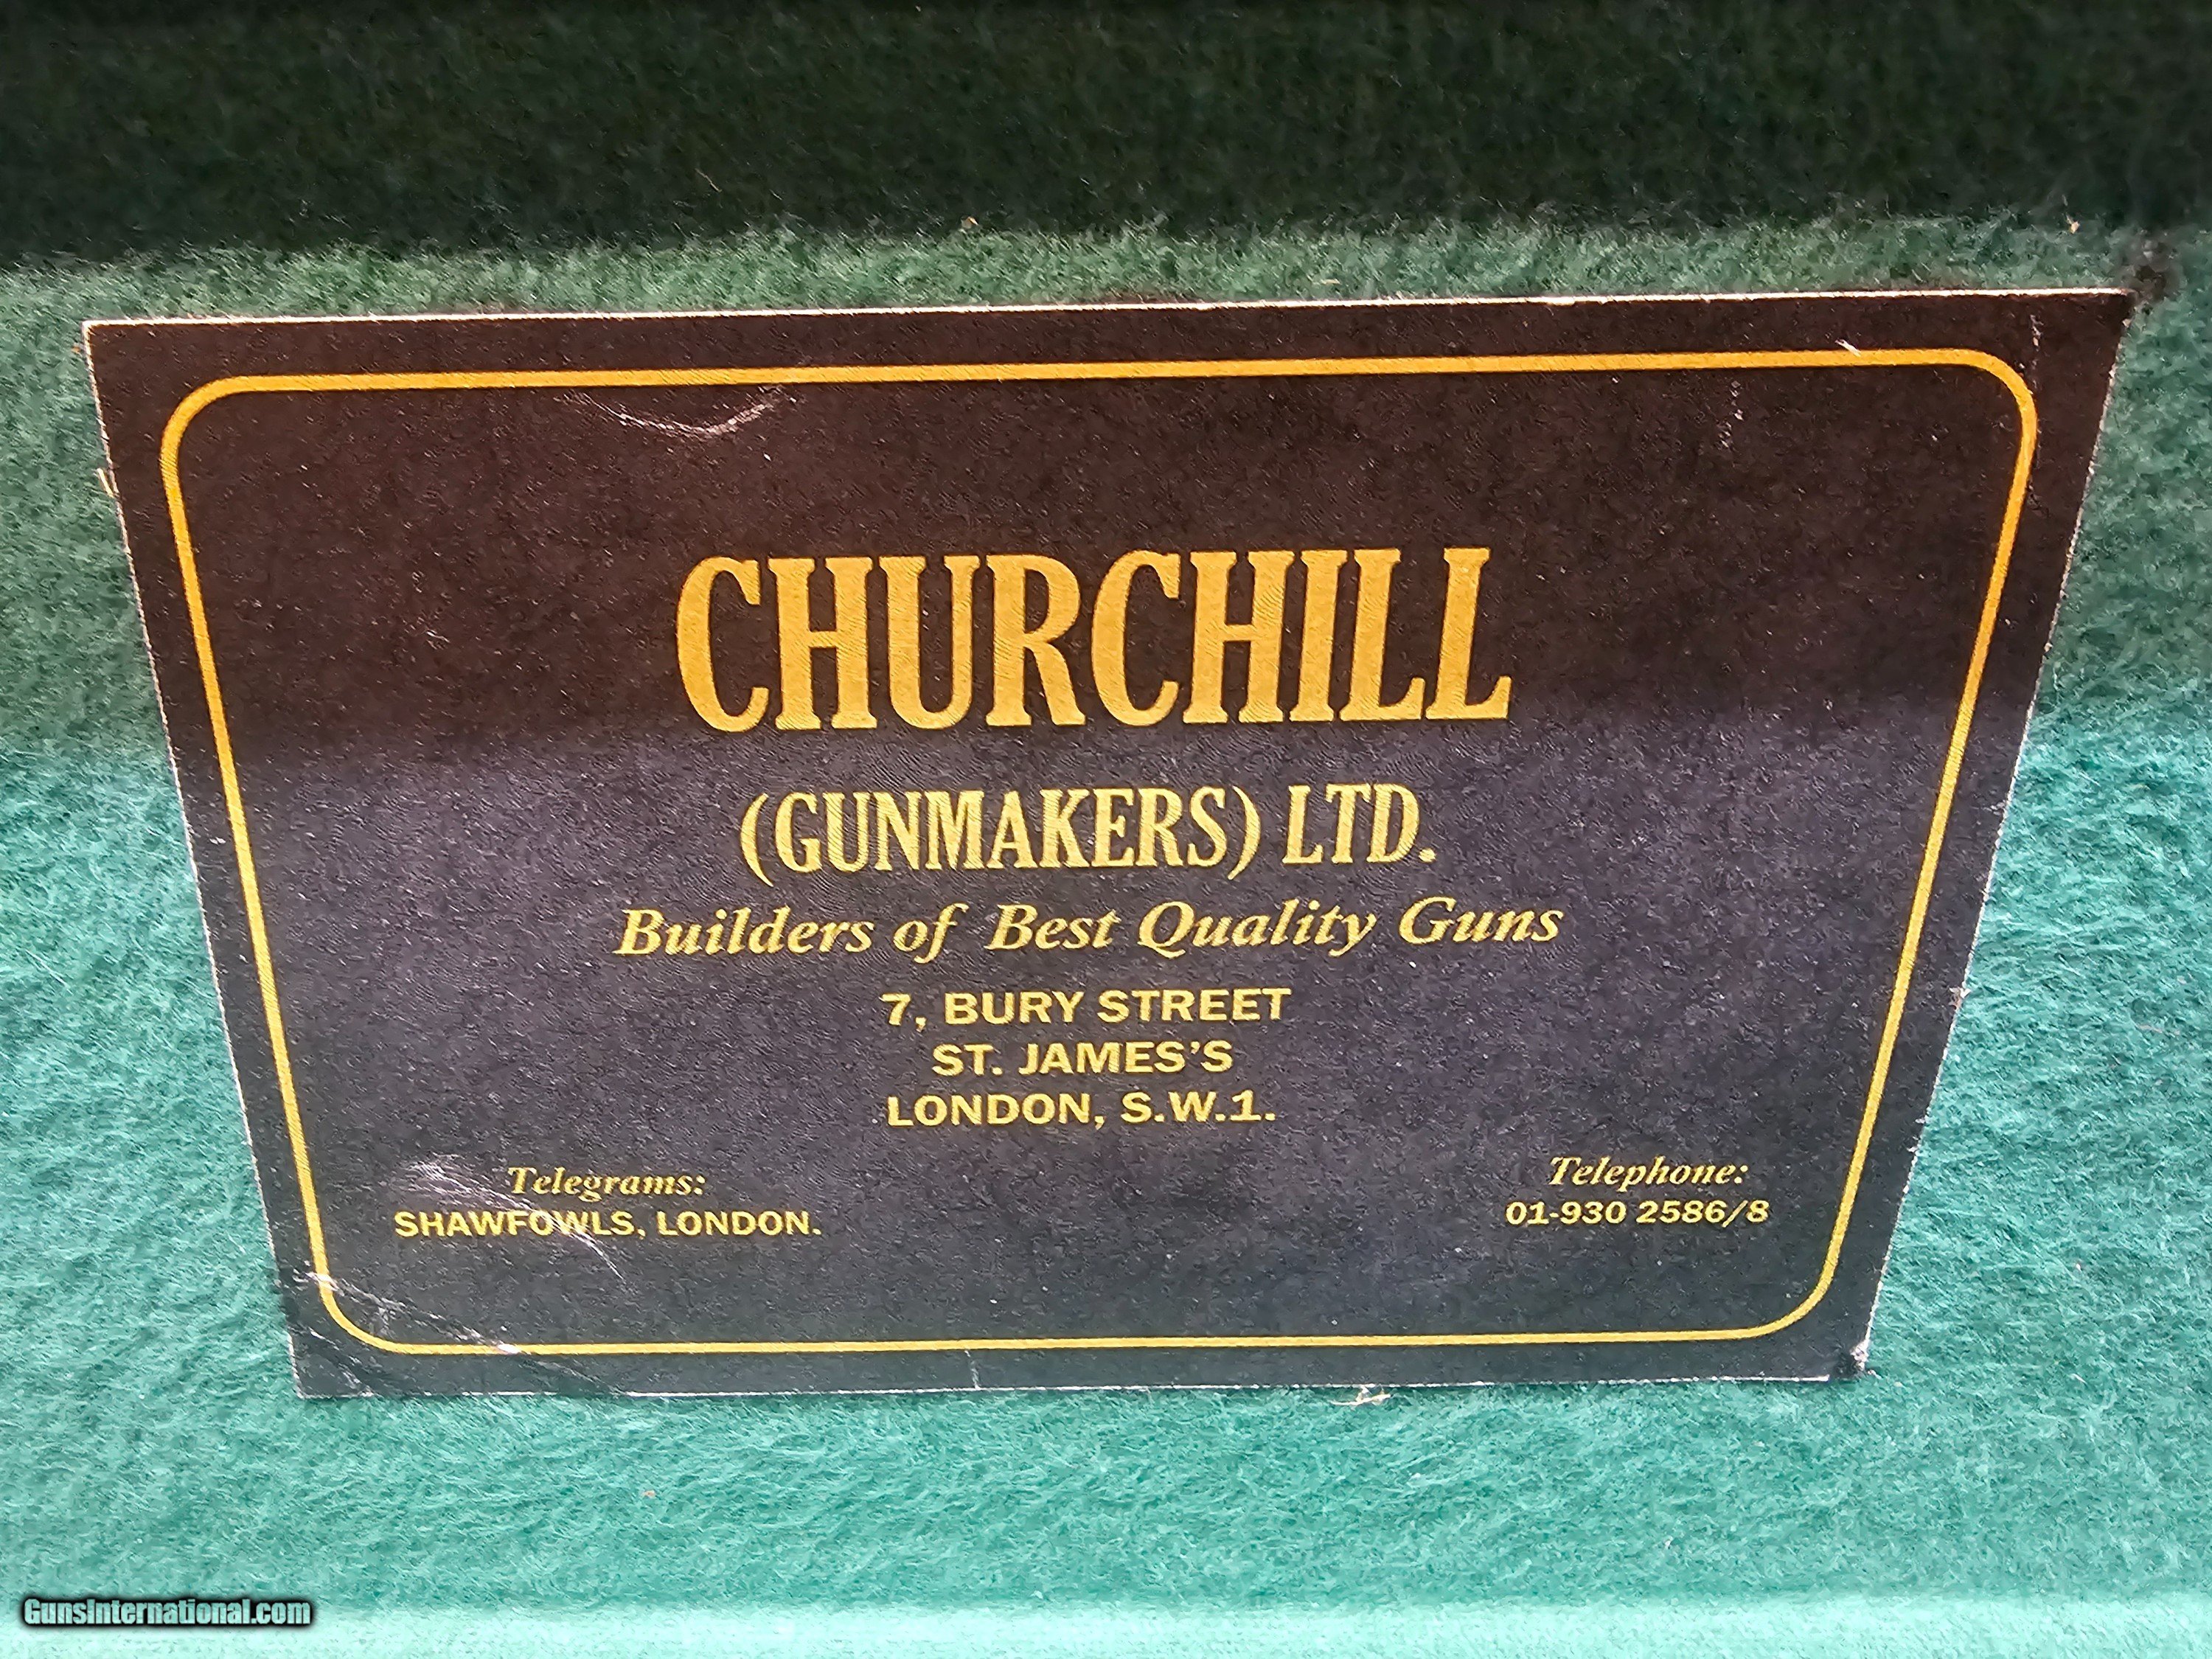 CHURCHILL
(GUNMAKERS) LTD.
Builders of Best Quality Guns
7, BURY STREET
ST. JAMES'S
LONDON, S.W.1.
Telegrams:
SHAWFOWLS, LONDON.
Telephone:
01-930 2586/8
GunsInternational.com